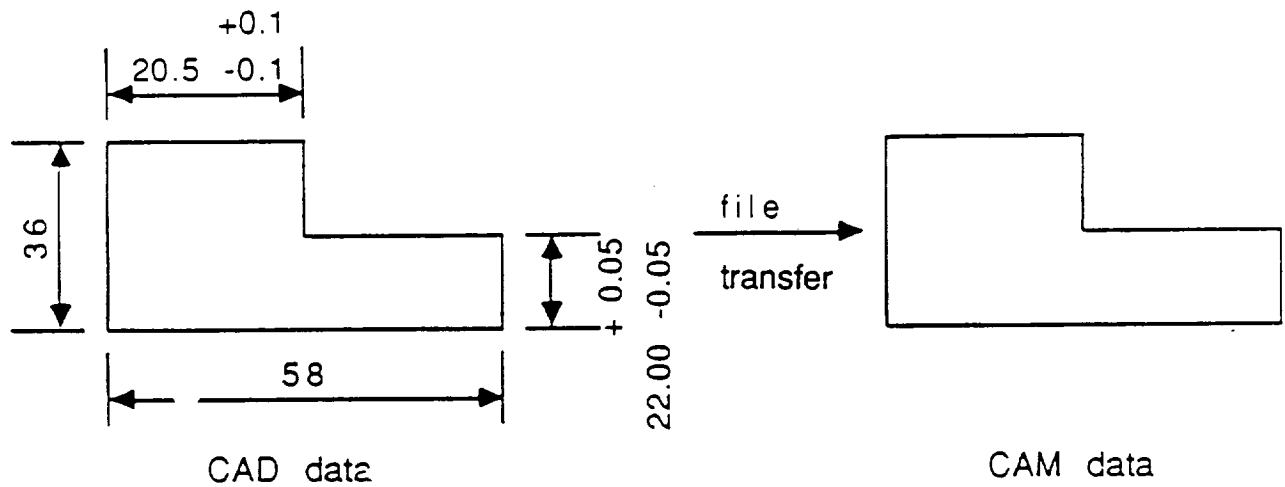 +0.1
20.5 -0.1
36
+ 0.05
22.00 -0.05
58
file
transfer
CAD data
CAM data